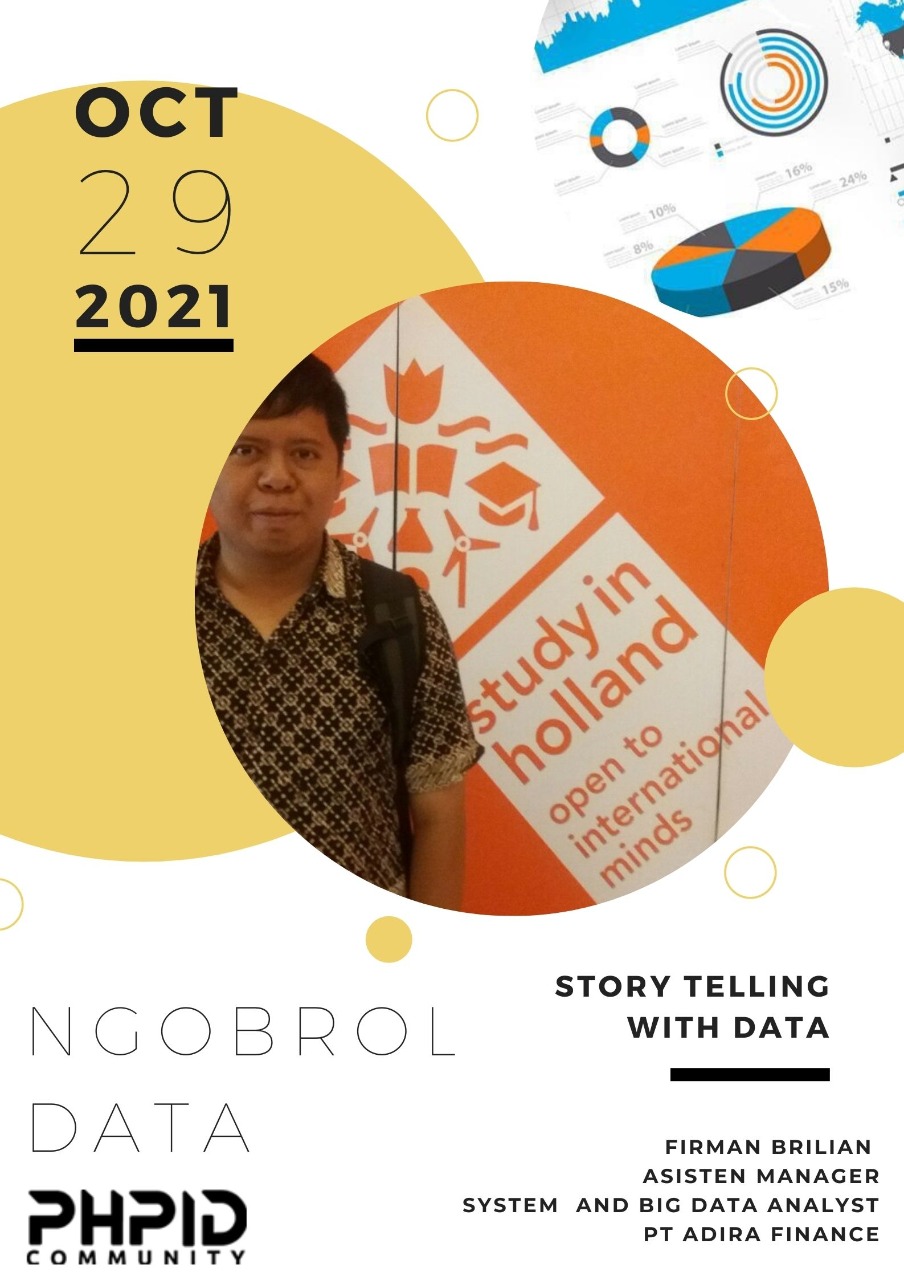 OCT
29
2021
10%
8%
16%
24%
15%
study in
holland
open to
international
minds
NGOBROL
DATA
PHPID
COMMUNITY
STORY TELLING
WITH DATA
FIRMAN BRILIAN
ASISTEN MANAGER
SYSTEM AND BIG DATA ANALYST
PT ADIRA FINANCE